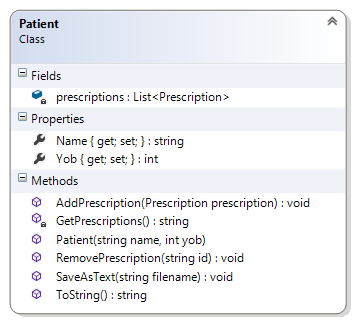 Patient
Class
Fields
prescriptions : List<Prescription>
Properties
Name { get; set; } : string
Yob { get; set; } : int
Methods
AddPrescription(Prescription prescription) : void
GetPrescriptions() : string
Patient(string name, int yob)
RemovePrescription(string id) : void
SaveAsText(string filename) : void
ToString() : string